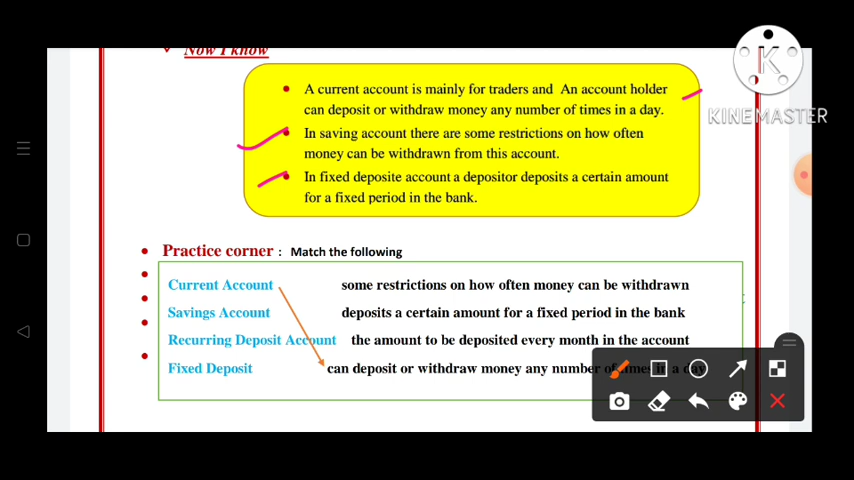 Now I know
A current account is mainly for traders and An account holder
can deposit or withdraw money any number of times in a day.
In saving account there are some restrictions on how often
money can be withdrawn from this account.
In fixed deposite account a depositor deposits a certain amount
for a fixed period in the bank.
K
KINEMASTER
Practice corner : Match the following
Current Account some restrictions on how often money can be withdrawn
Savings Account deposits a certain amount for a fixed period in the bank
Recurring Deposit Account the amount to be deposited every month in the account
Fixed Deposit can deposit or withdraw money any number of times in a day